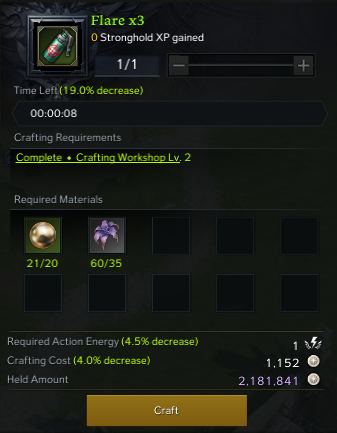 Flare x3
0 Stronghold XP gained
1/1
Time Left(19.0% decrease)
00:00:08
Crafting Requirements
Complete • Crafting Workshop Lv. 2
Required Materials
21/20 60/35
Required Action Energy (4.5% decrease) 1
Crafting Cost (4.0% decrease) 1,152
Held Amount 2,181,841
Craft